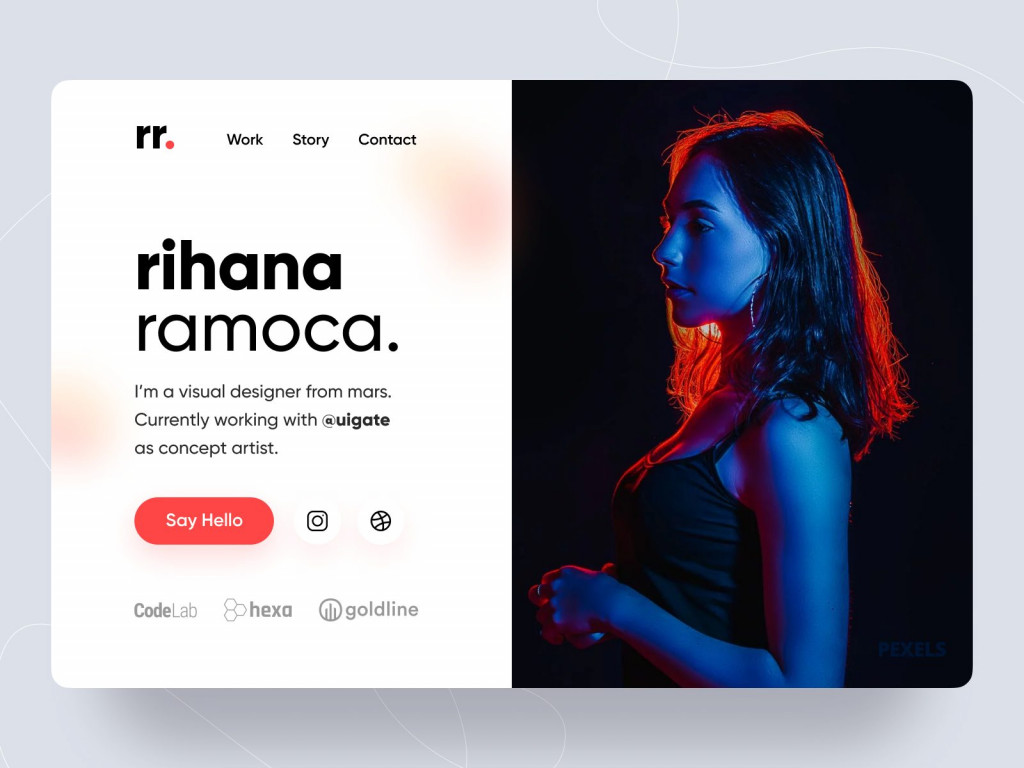 rr.
Work Story Contact
rihana
ramoca.
I'm a visual designer from mars.
Currently working with @uigate
as concept artist.
Say Hello
CodeLab hexa goldline
PEXELS